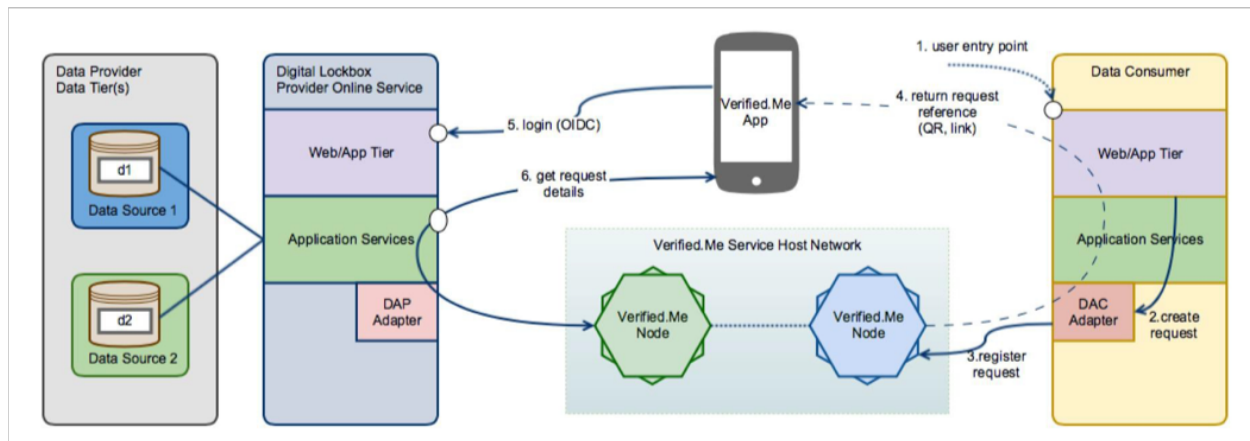 Data Provider
Data Tier(s)
d1
Data Source 1
d2
Data Source 2
Digital Lockbox
Provider Online Service
Web/App Tier
Application Services
DAP
Adapter
5. login (OIDC)
6. get request
details
Verified.Me
App
1. user entry point
4. return request
reference
(QR, link)
Verified.Me Service Host Network
Verified.Me
Node
Verified.Me
Node
3.register
request
Data Consumer
Web/App Tier
Application Services
DAC
Adapter
2.create
request